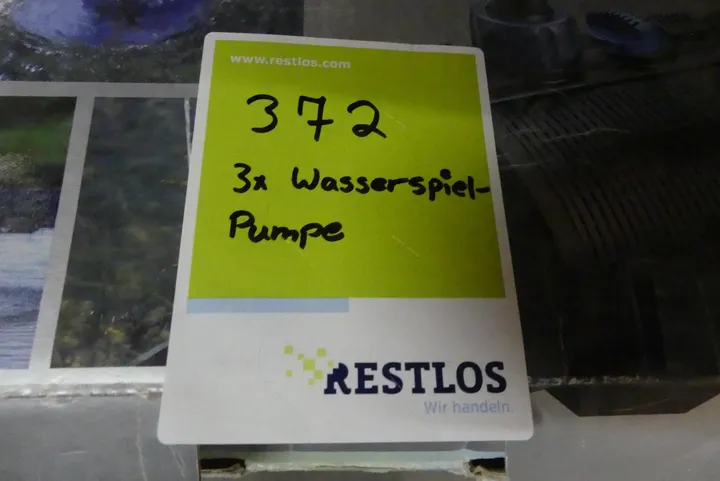 www.restlos.com
372
3x Wasserspiel-
Pumpe
RESTLOS
Wir handeln.